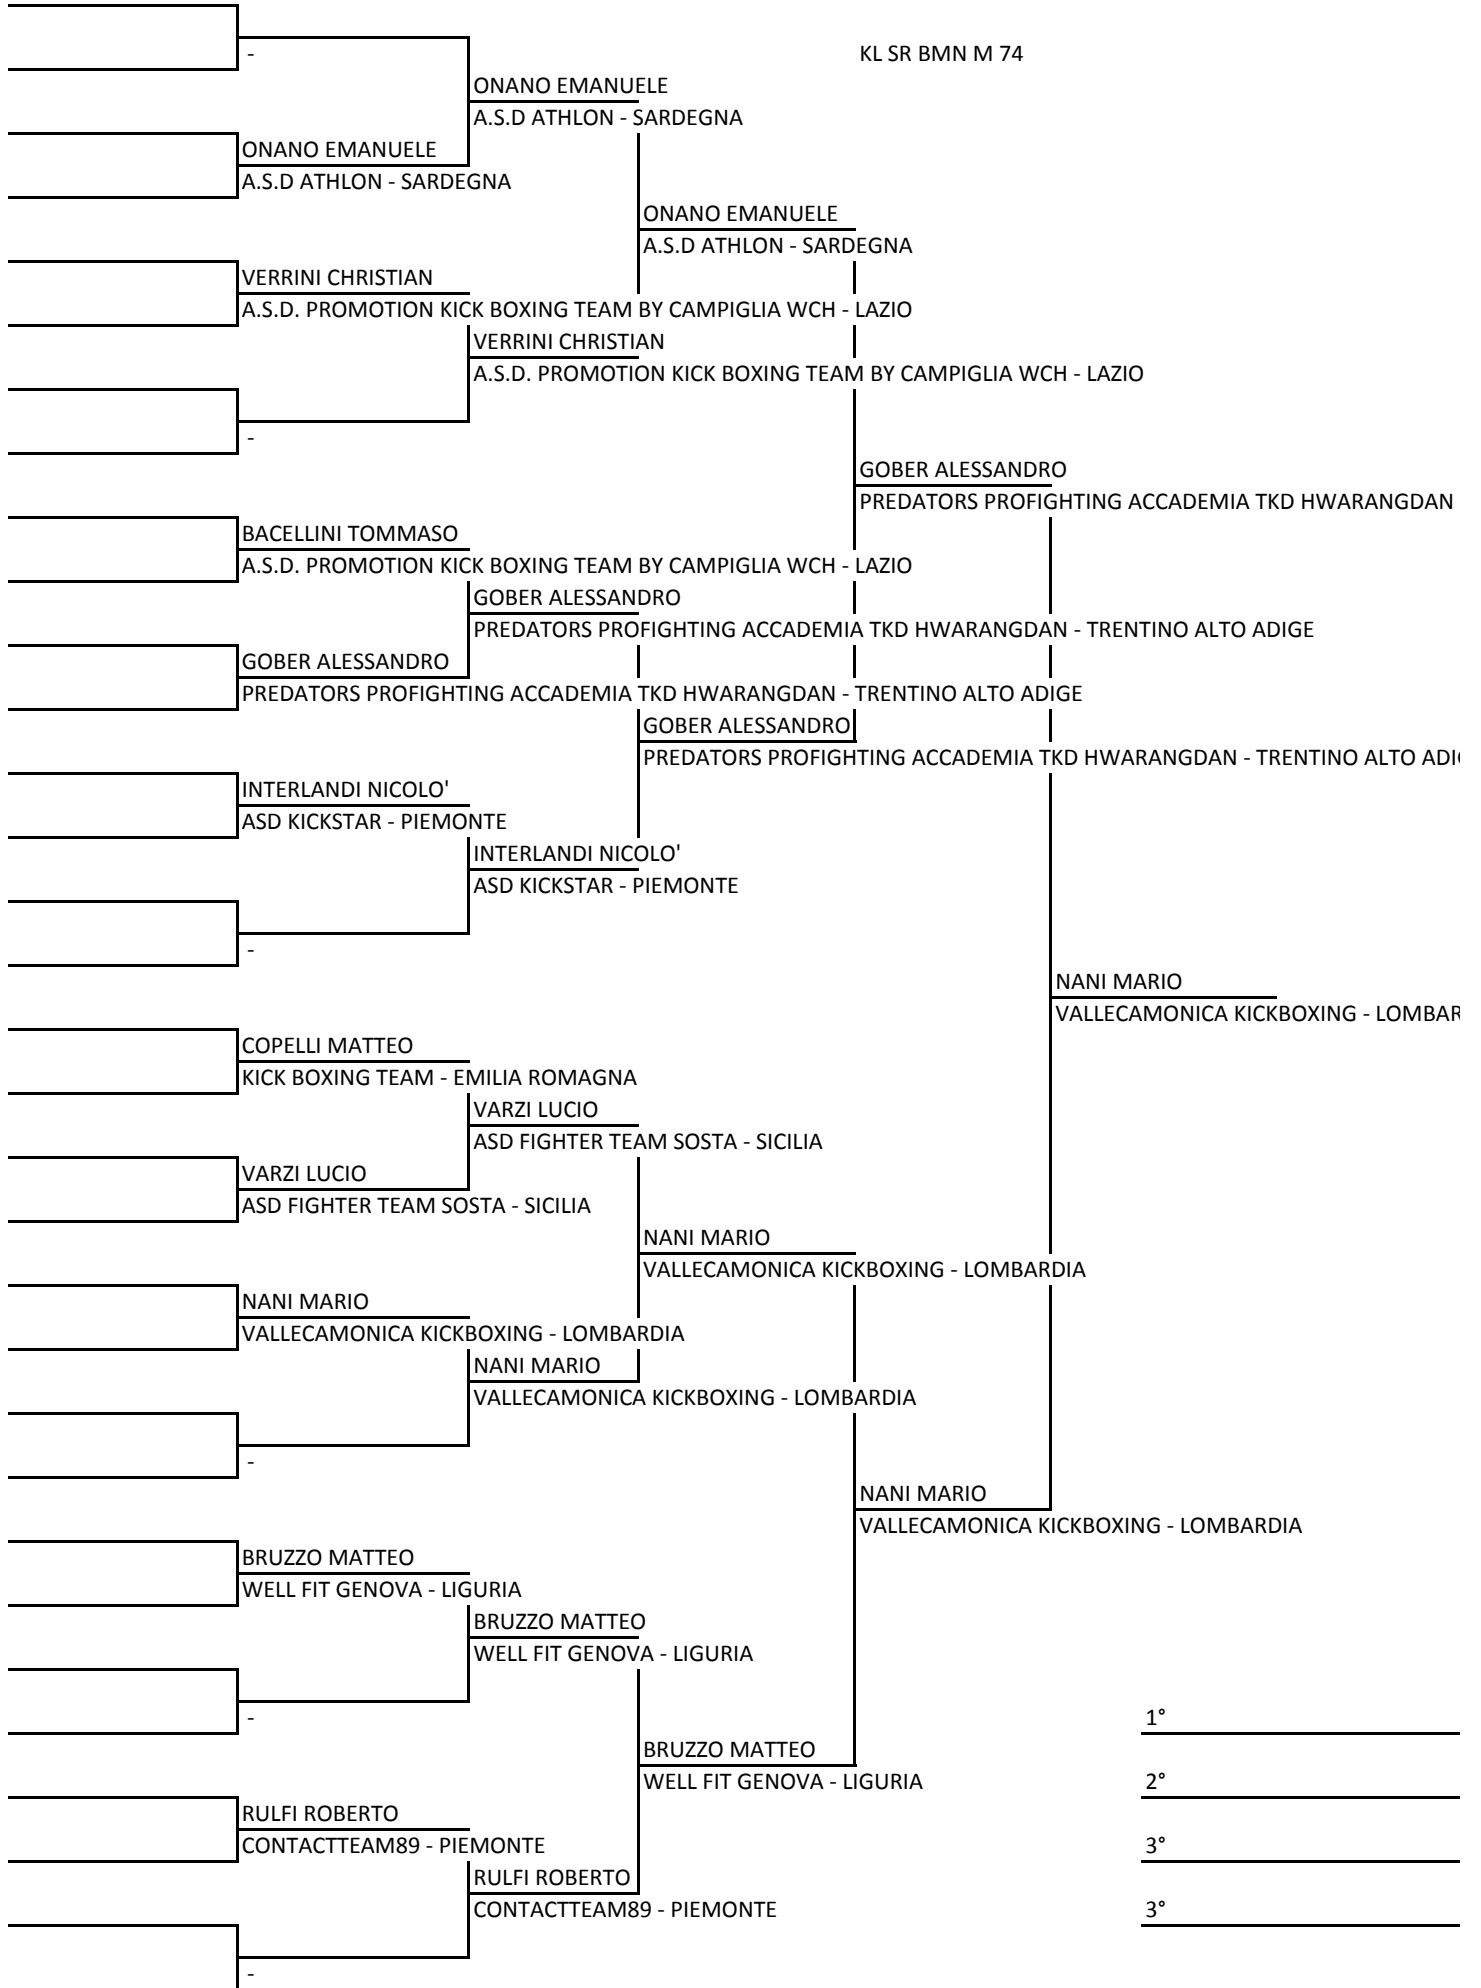 -
KL SR BMN M 74
ONANO EMANUELE
A.S.D ATHLON - SARDEGNA
ONANO EMANUELE
A.S.D ATHLON - SARDEGNA
ONANO EMANUELE
A.S.D ATHLON - SARDEGNA
VERRINI CHRISTIAN
A.S.D. PROMOTION KICK BOXING TEAM BY CAMPIGLIA WCH - LAZIO
VERRINI CHRISTIAN
A.S.D. PROMOTION KICK BOXING TEAM BY CAMPIGLIA WCH - LAZIO
-
GOBER ALESSANDRO
PREDATORS PROFIGHTING ACCADEMIA TKD HWARANGDAN
BACELLINI TOMMASO
A.S.D. PROMOTION KICK BOXING TEAM BY CAMPIGLIA WCH - LAZIO
GOBER ALESSANDRO
PREDATORS PROFIGHTING ACCADEMIA TKD HWARANGDAN - TRENTINO ALTO ADIGE
GOBER ALESSANDRO
PREDATORS PROFIGHTING ACCADEMIA TKD HWARANGDAN - TRENTINO ALTO ADIGE
GOBER ALESSANDRO
PREDATORS PROFIGHTING ACCADEMIA TKD HWARANGDAN - TRENTINO ALTO ADI
INTERLANDI NICOLO'
ASD KICKSTAR - PIEMONTE
INTERLANDI NICOLO'
ASD KICKSTAR - PIEMONTE
-
NANI MARIO
VALLECAMONICA KICKBOXING - LOMBAR
COPELLI MATTEO
KICK BOXING TEAM - EMILIA ROMAGNA
VARZI LUCIO
ASD FIGHTER TEAM SOSTA - SICILIA
VARZI LUCIO
ASD FIGHTER TEAM SOSTA - SICILIA
NANI MARIO
VALLECAMONICA KICKBOXING - LOMBARDIA
NANI MARIO
VALLECAMONICA KICKBOXING - LOMBARDIA
NANI MARIO
VALLECAMONICA KICKBOXING - LOMBARDIA
-
NANI MARIO
VALLECAMONICA KICKBOXING - LOMBARDIA
BRUZZO MATTEO
WELL FIT GENOVA - LIGURIA
BRUZZO MATTEO
WELL FIT GENOVA - LIGURIA
-
1°
BRUZZO MATTEO
WELL FIT GENOVA - LIGURIA
2°
RULFI ROBERTO
CONTACTTEAM89 - PIEMONTE
3°
RULFI ROBERTO
CONTACTTEAM89 - PIEMONTE
3°
-